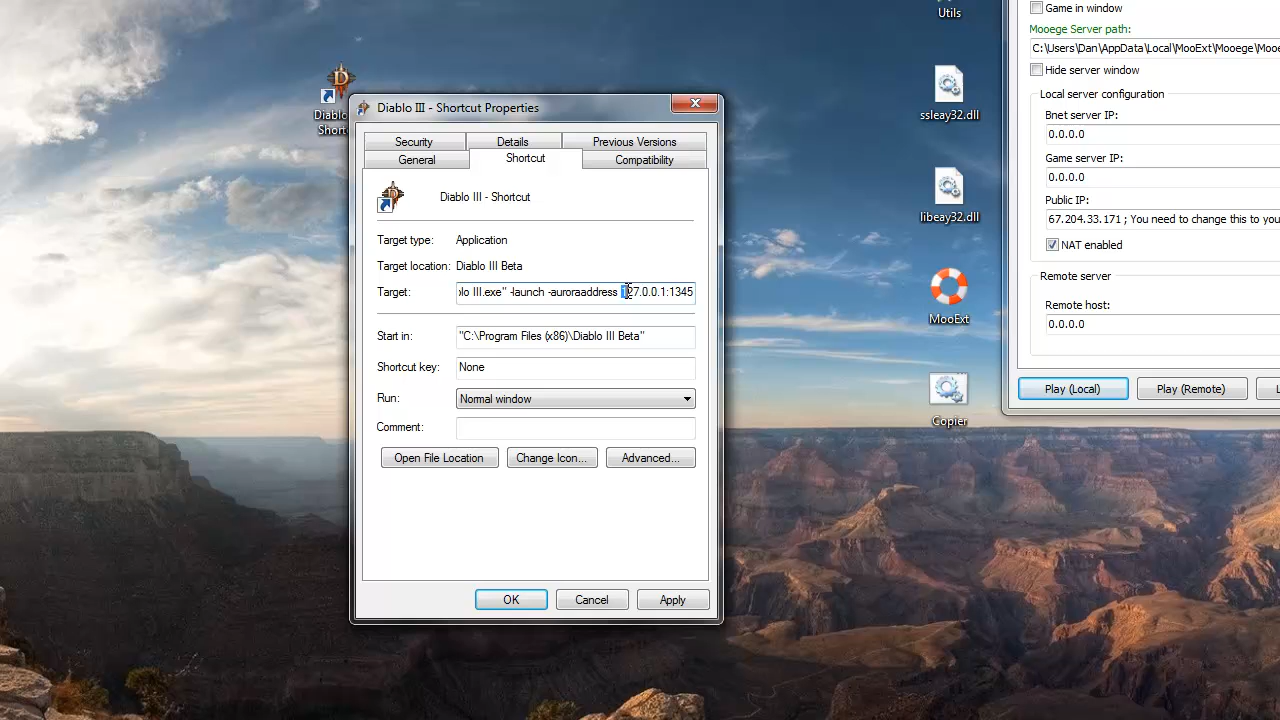 Utils
ssleay32.dll
libeay32.dll
MooExt
Copier
Diablo
Short
Diablo III - Shortcut Properties
Security
Details
Previous Versions
General
Shortcut
Compatibility
Diablo III - Shortcut
Target type: Application
Target location: Diablo III Beta
Target: lo III.exe" -launch -auroraaddress 127.0.0.1:1345
Start in: "C:\Program Files (x86)\Diablo III Beta"
Shortcut key: None
Run: Normal window
Comment:
Open File Location
Change Icon...
Advanced...
OK
Cancel
Apply
Game in window
Mooege Server path:
C:\Users\Dan\AppData\Local\MooExt\Mooege\Moo
Hide server window
Local server configuration
Bnet server IP:
0.0.0.0
Game server IP:
0.0.0.0
Public IP:
67.204.33.171 ; You need to change this to you
NAT enabled
Remote server
Remote host:
0.0.0.0
Play (Local)
Play (Remote)
L